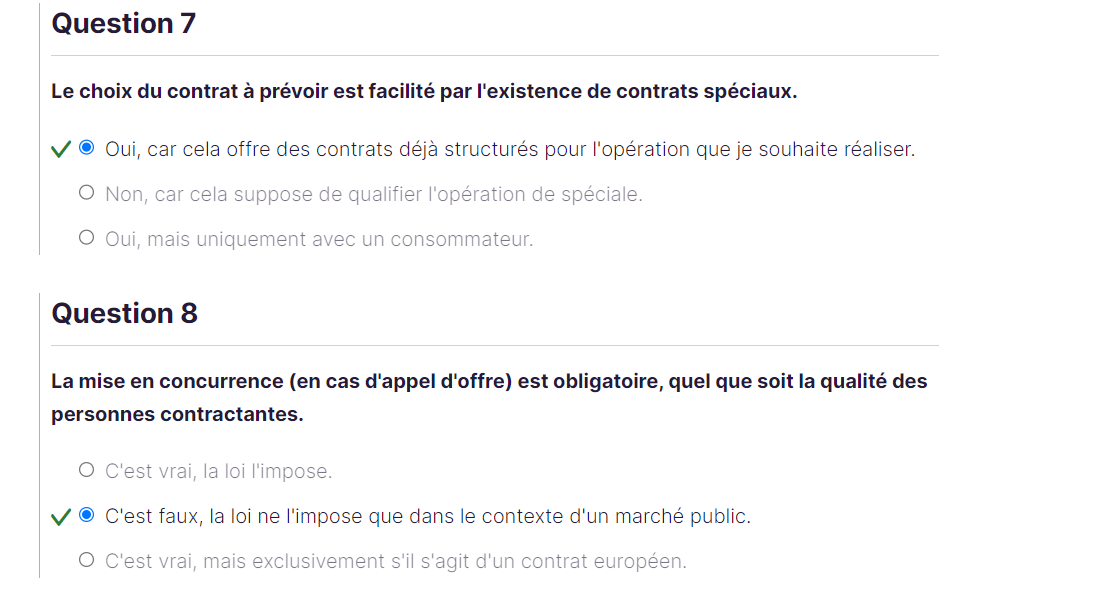 Question 7
Le choix du contrat à prévoir est facilité par l'existence de contrats spéciaux.
Oui, car cela offre des contrats déjà structurés pour l'opération que je souhaite réaliser.
Non, car cela suppose de qualifier l'opération de spéciale.
Oui, mais uniquement avec un consommateur.
Question 8
La mise en concurrence (en cas d'appel d'offre) est obligatoire, quel que soit la qualité des
personnes contractantes.
C'est vrai, la loi l'impose.
C'est faux, la loi ne l'impose que dans le contexte d'un marché public.
C'est vrai, mais exclusivement s'il s'agit d'un contrat européen.